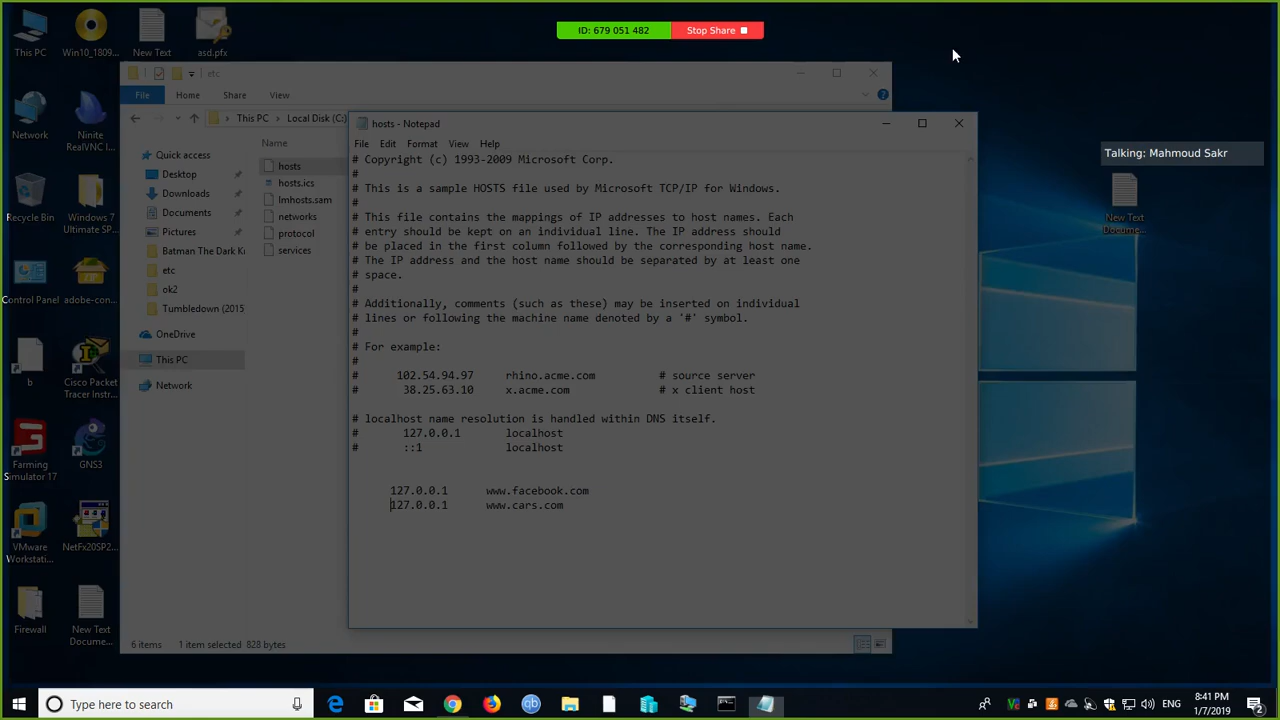 ID: 679 051 482
Stop Share
This PC
Win10_1809...
New Text
asd.pfx
Network
Ninite
RealVNC I...
Recycle Bin
Windows 7
Ultimate SP...
Control Panel
adobe-con...
b
Cisco Packet
Tracer Instr...
Farming
Simulator 17
GNS3
VMware
Workstati...
NetFx20SP2...
Firewall
New Text
Docume...
etc
File
Home
Share
View
This PC
Local Disk (C:)
Quick access
Desktop
Downloads
Documents
Pictures
Batman The Dark Ki
etc
ok2
Tumbledown (2015
OneDrive
This PC
Network
Name
hosts
hosts.ics
lmhosts.sam
networks
protocol
services
6 items
1 item selected 828 bytes
hosts - Notepad
File Edit Format View Help
# Copyright (c) 1993-2009 Microsoft Corp.
#
# This is a sample HOSTS file used by Microsoft TCP/IP for Windows.
#
# This file contains the mappings of IP addresses to host names. Each
# entry should be kept on an individual line. The IP address should
# be placed in the first column followed by the corresponding host name.
# The IP address and the host name should be separated by at least one
# space.
#
# Additionally, comments (such as these) may be inserted on individual
# lines or following the machine name denoted by a '#' symbol.
#
# For example:
#
# 102.54.94.97 rhino.acme.com # source server
# 38.25.63.10 x.acme.com # x client host
# localhost name resolution is handled within DNS itself.
# 127.0.0.1 localhost
# ::1 localhost
127.0.0.1 www.facebook.com
127.0.0.1 www.cars.com
Talking: Mahmoud Sakr
New Text
Docume...
Type here to search
ENG
8:41 PM
1/7/2019
2